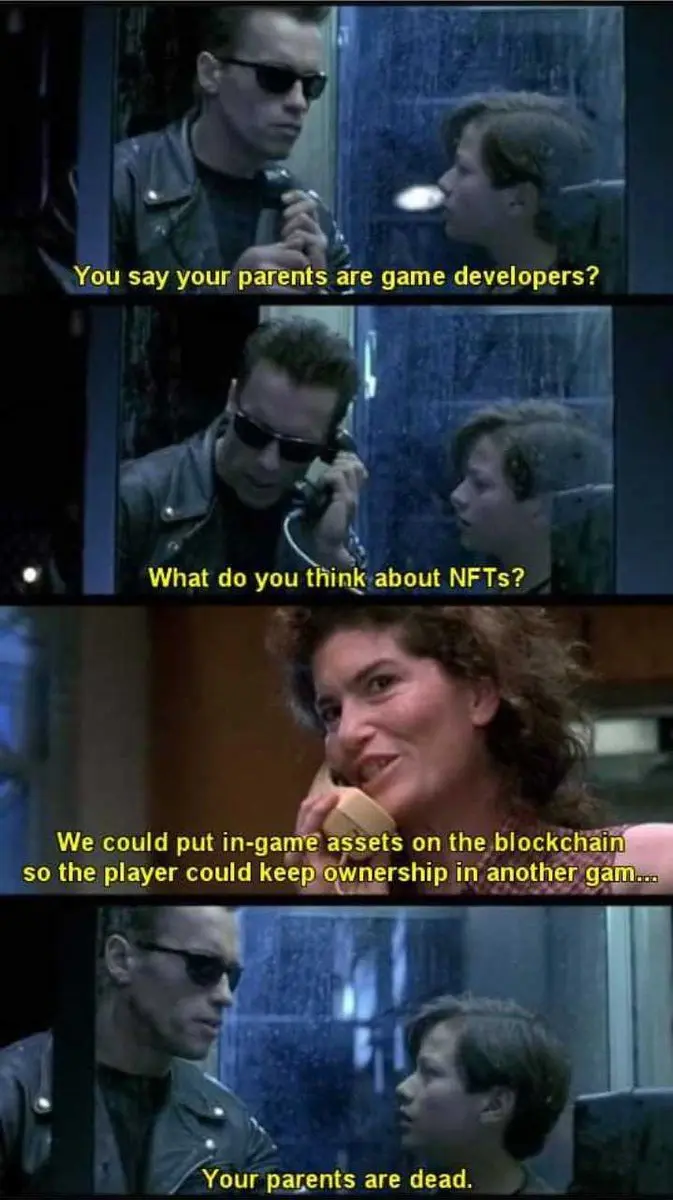 You say your parents are game developers?
What do you think about NFTs?
We could put in-game assets on the blockchain
so the player could keep ownership in another gam...
Your parents are dead.